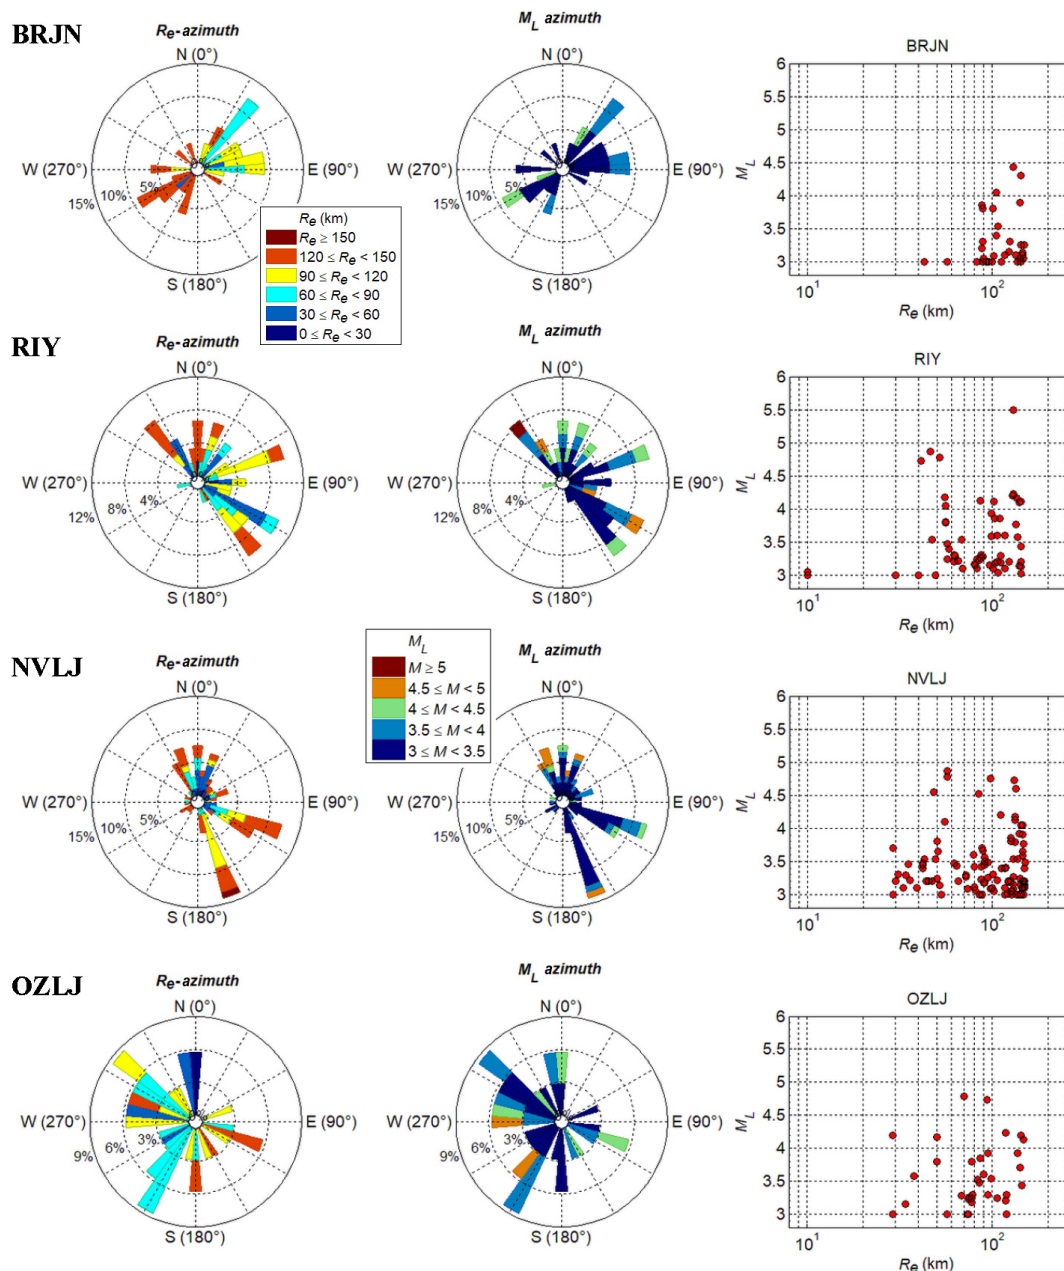 BRJN
Re-azimuth
N (0°)
W (270°)
E (90°)
S (180°)
5%
10%
15%
ML azimuth
N (0°)
W (270°)
E (90°)
S (180°)
5%
10%
15%
BRJN
6
5.5
5
4.5
4
3.5
3
ML
10¹
10²
Re (km)
Re (km)
Re ≥ 150
120 ≤ Re < 150
90 ≤ Re < 120
60 ≤ Re < 90
30 ≤ Re < 60
0 ≤ Re < 30
RIY
Re-azimuth
N (0°)
W (270°)
E (90°)
S (180°)
4%
8%
12%
ML azimuth
N (0°)
W (270°)
E (90°)
S (180°)
4%
8%
12%
RIY
6
5.5
5
4.5
4
3.5
3
ML
10¹
10²
Re (km)
NVLJ
Re-azimuth
N (0°)
W (270°)
E (90°)
S (180°)
5%
10%
15%
ML
M ≥ 5
4.5 ≤ M < 5
4 ≤ M < 4.5
3.5 ≤ M < 4
3 ≤ M < 3.5
ML azimuth
N (0°)
W (270°)
E (90°)
S (180°)
5%
10%
15%
NVLJ
6
5.5
5
4.5
4
3.5
3
ML
10¹
10²
Re (km)
OZLJ
Re-azimuth
N (0°)
W (270°)
E (90°)
S (180°)
3%
6%
9%
ML azimuth
N (0°)
W (270°)
E (90°)
S (180°)
3%
6%
9%
OZLJ
6
5.5
5
4.5
4
3.5
3
ML
10¹
10²
Re (km)